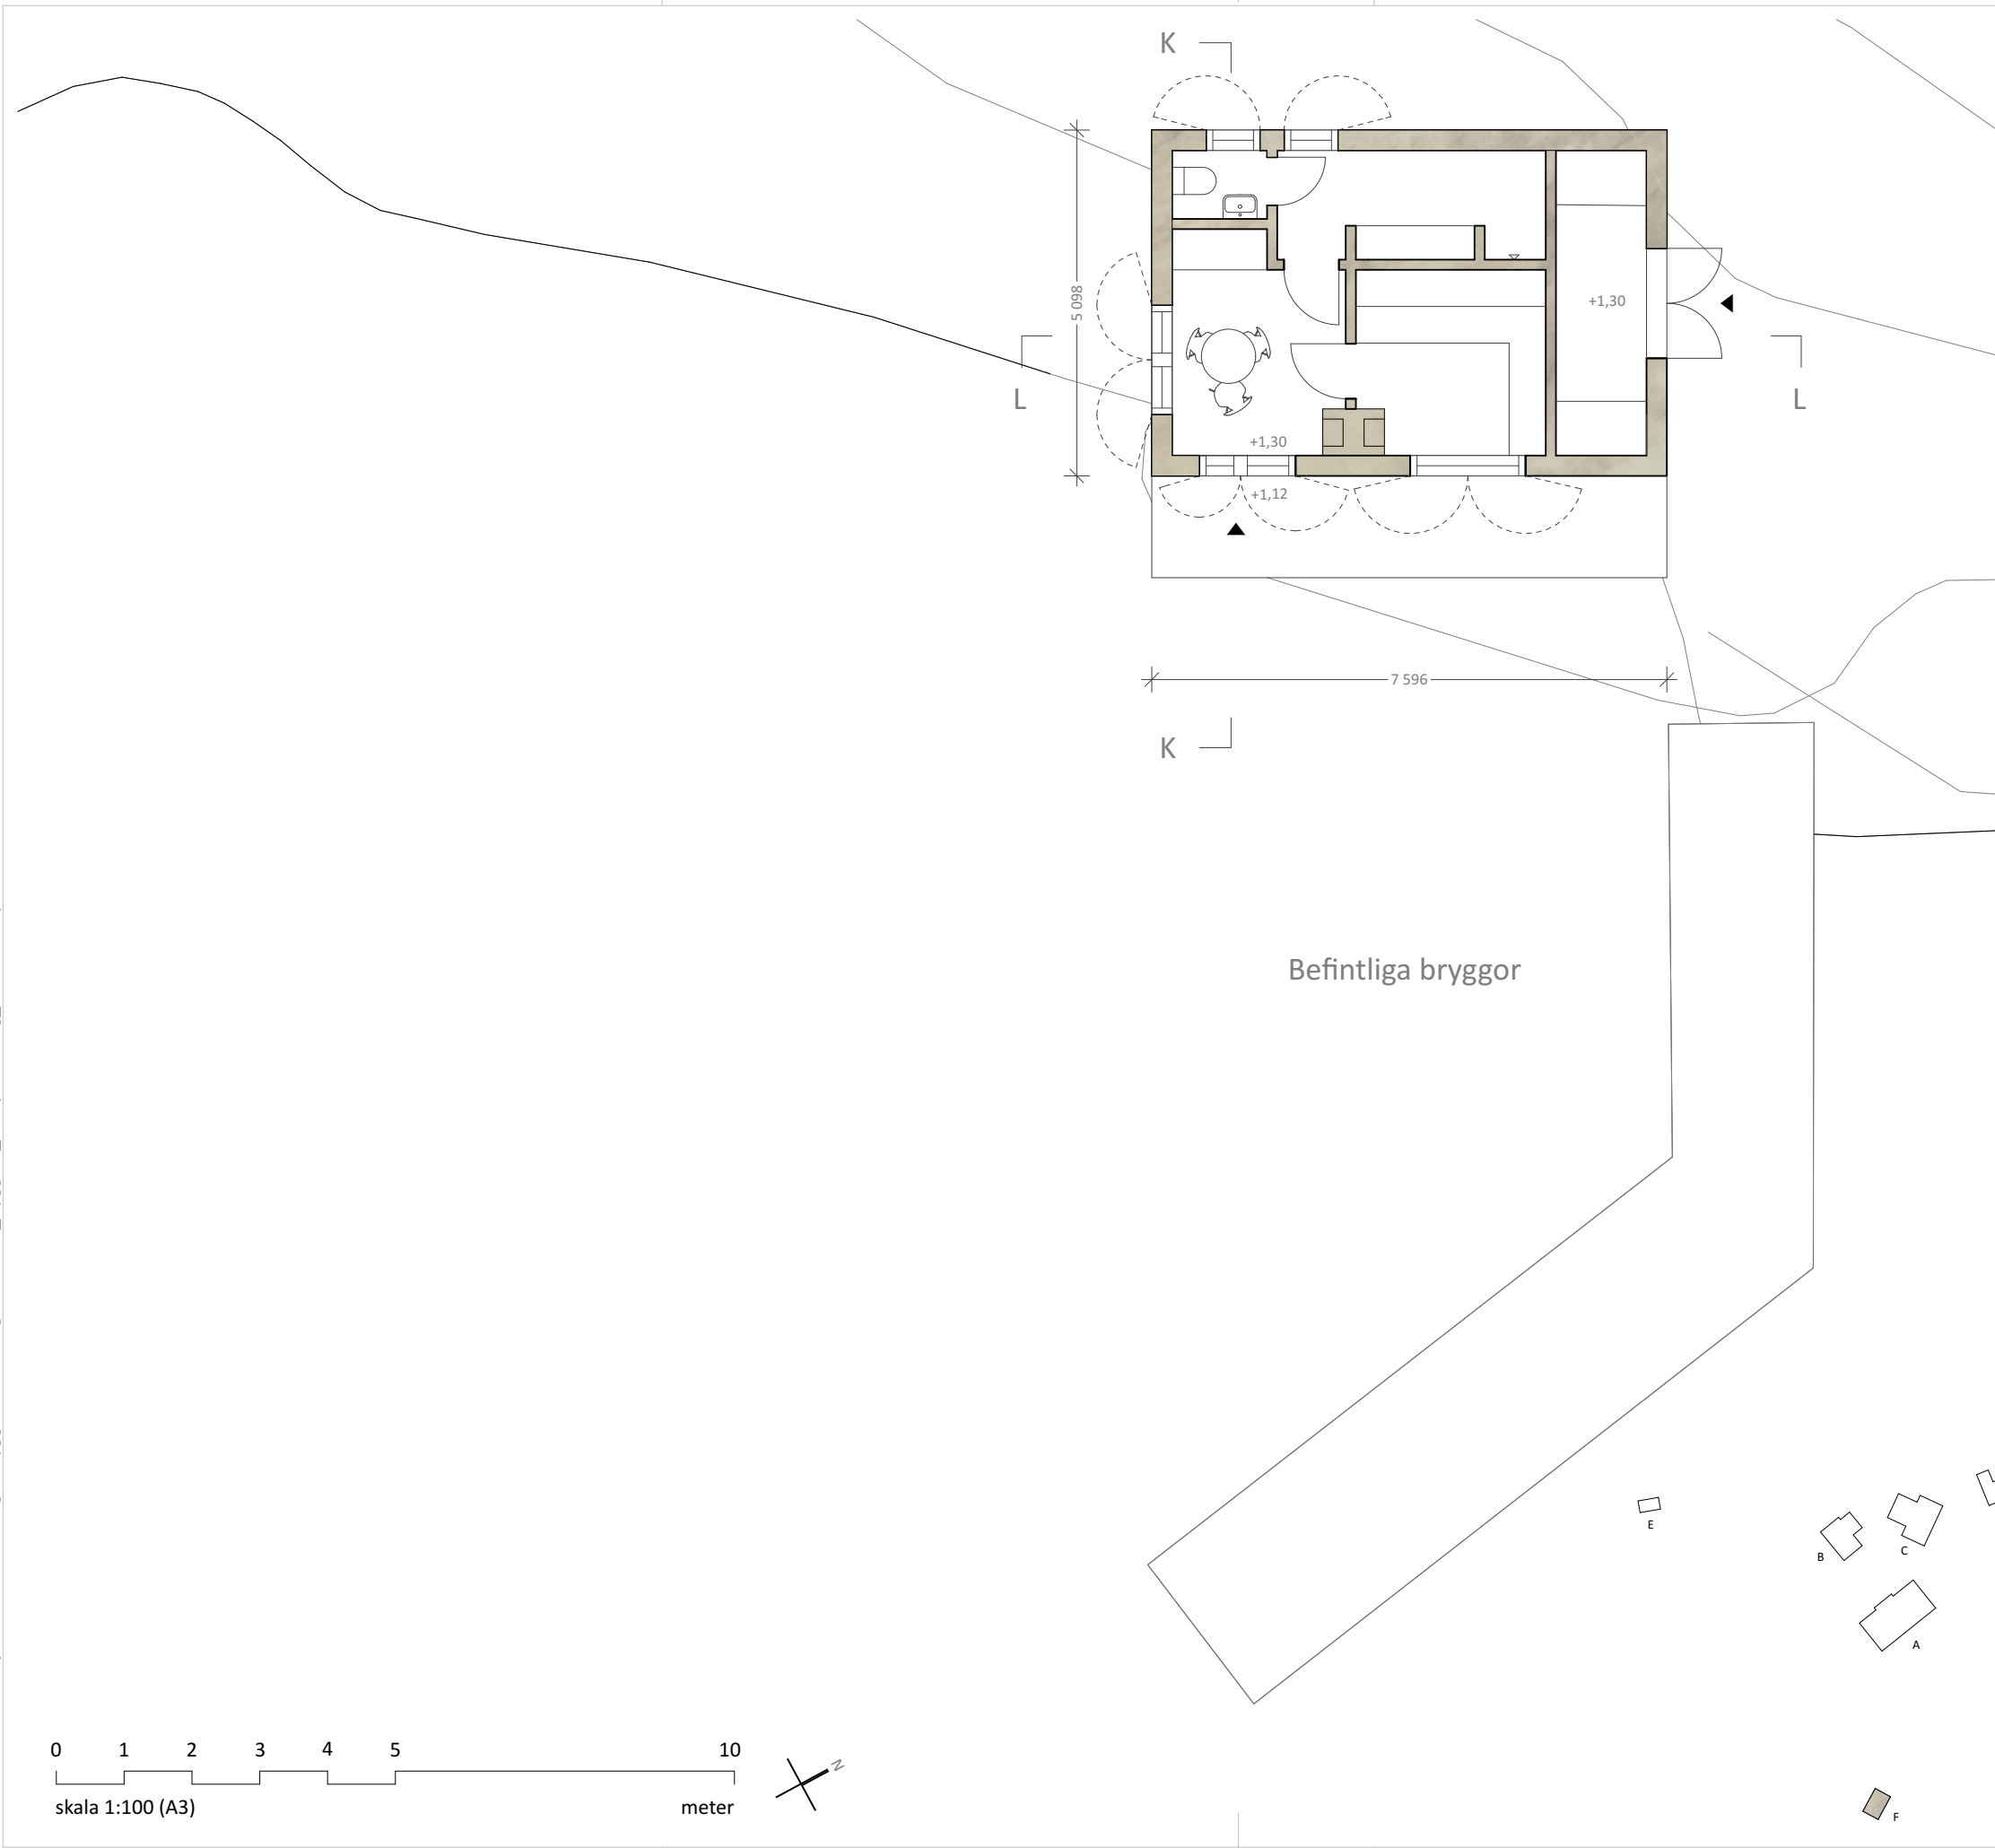 K
5 098
+1,30
L
L
+1,30
+1,12
7 596
K
Befintliga bryggor
E
B
C
A
0 1 2 3 4 5 10
N
skala 1:100 (A3) meter
F